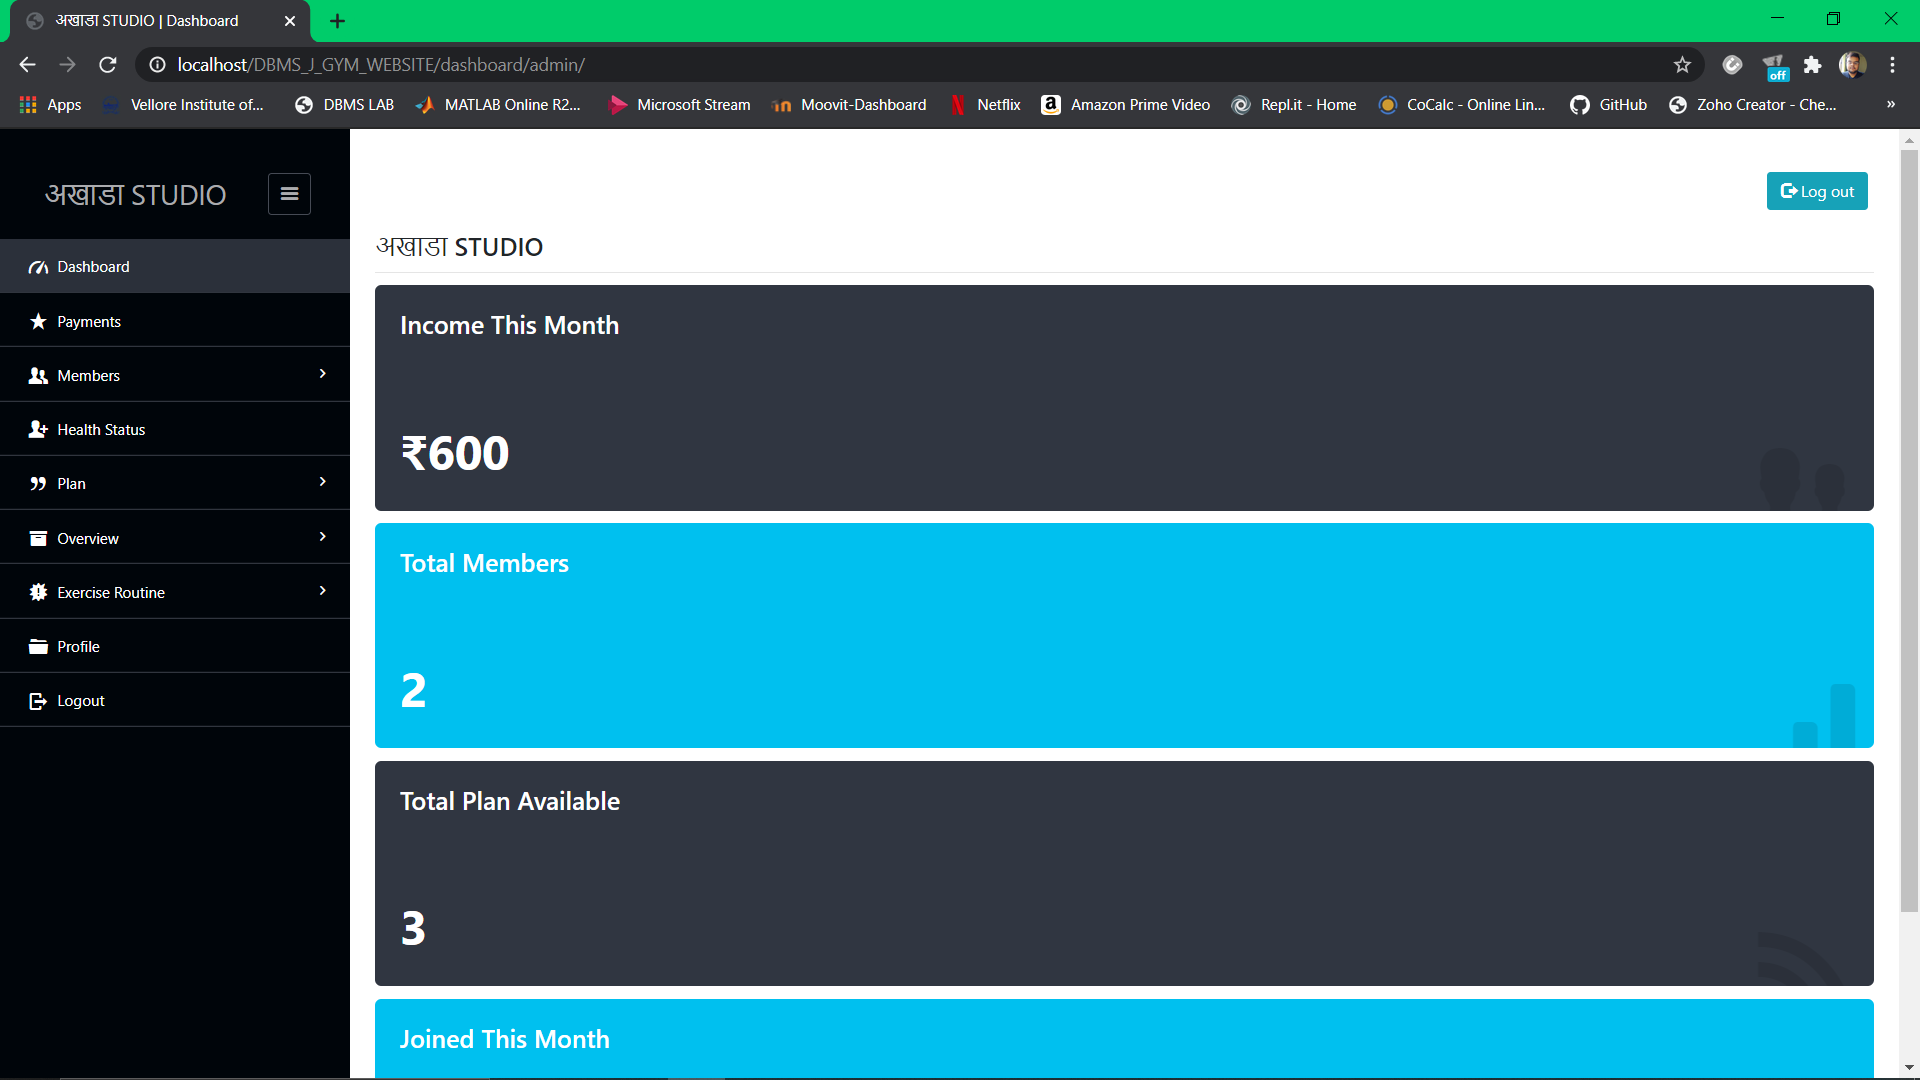 अखाडा STUDIO | Dashboard
localhost/DBMS_J_GYM_WEBSITE/dashboard/admin/
off
Apps Vellore Institute of... DBMS LAB MATLAB Online R2... Microsoft Stream Moovit-Dashboard Netflix Amazon Prime Video Repl.it - Home CoCalc - Online Lin... GitHub Zoho Creator - Che... »
अखाडा STUDIO
Log out
अखाडा STUDIO
Dashboard
Payments
Members
Health Status
Plan
Overview
Exercise Routine
Profile
Logout
Income This Month
₹600
Total Members
2
Total Plan Available
3
Joined This Month